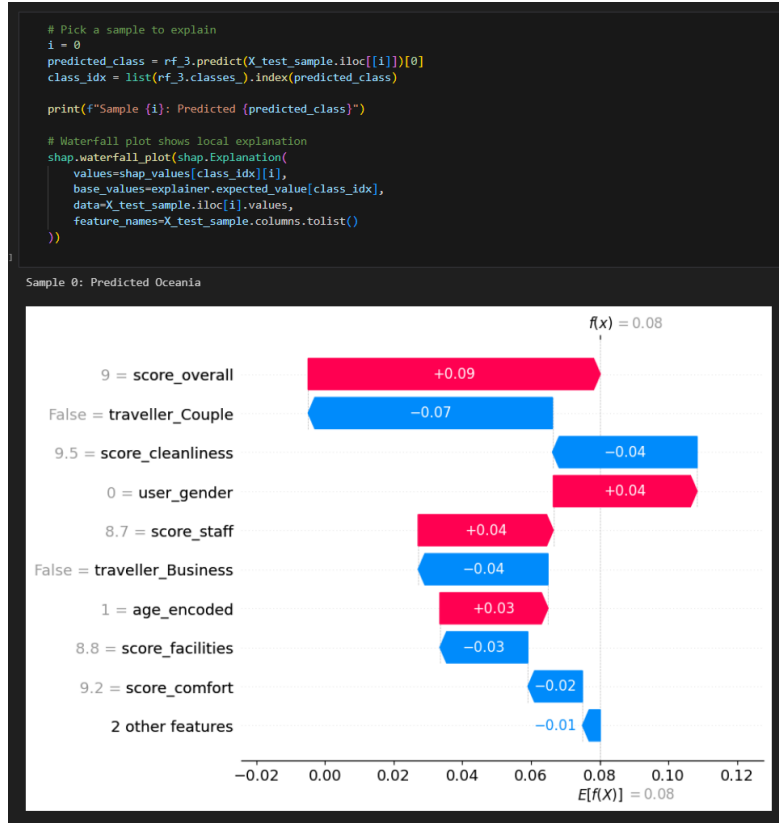 # Pick a sample to explain
i = 0
predicted_class = rf_3.predict(X_test_sample.iloc[[i]])[0]
class_idx = list(rf_3.classes_).index(predicted_class)
print(f"Sample {i}: Predicted {predicted_class}")
# Waterfall plot shows local explanation
shap.waterfall_plot(shap.Explanation(
    values=shap_values[class_idx][i],
    base_values=explainer.expected_value[class_idx],
    data=X_test_sample.iloc[i].values,
    feature_names=X_test_sample.columns.tolist()
))
]
Sample 0: Predicted Oceania
f(x) = 0.08
9 = score_overall +0.09
False = traveller_Couple −0.07
9.5 = score_cleanliness −0.04
0 = user_gender +0.04
8.7 = score_staff +0.04
False = traveller_Business −0.04
1 = age_encoded +0.03
8.8 = score_facilities −0.03
9.2 = score_comfort −0.02
2 other features −0.01
−0.02 0.00 0.02 0.04 0.06 0.08 0.10 0.12
E[f(X)] = 0.08